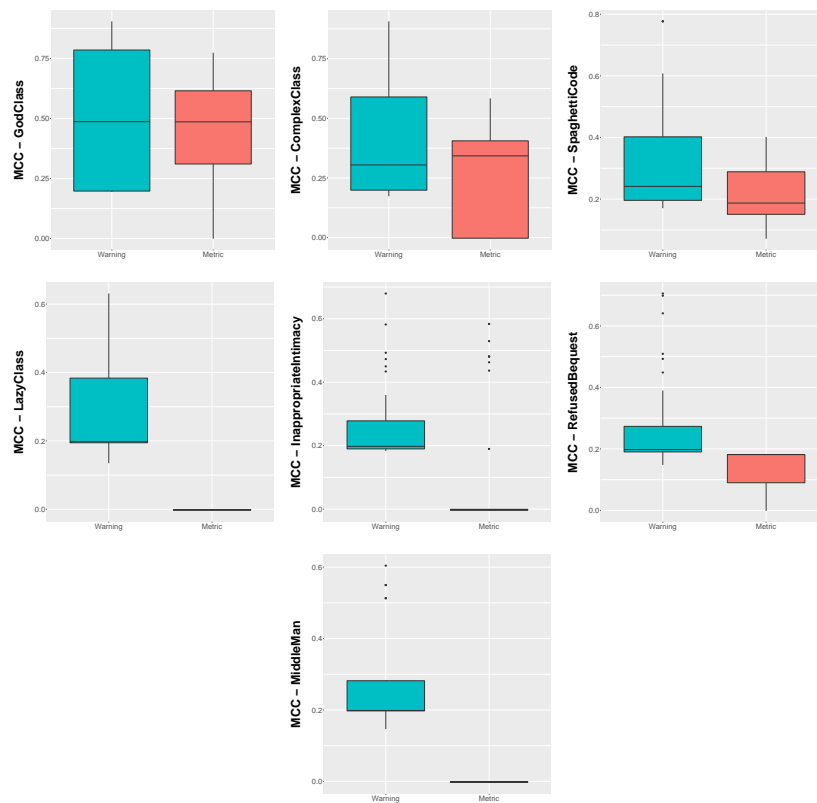 MCC − GodClass
0.75
0.50
0.25
0.00
Warning
Metric
MCC − ComplexClass
0.75
0.50
0.25
0.00
Warning
Metric
MCC − SpaghettiCode
0.8
0.6
0.4
0.2
Warning
Metric
MCC − LazyClass
0.6
0.4
0.2
0.0
Warning
Metric
MCC − InappropriateIntimacy
0.6
0.4
0.2
0.0
Warning
Metric
MCC − RefusedBequest
0.6
0.4
0.2
0.0
Warning
Metric
MCC − MiddleMan
0.6
0.4
0.2
0.0
Warning
Metric